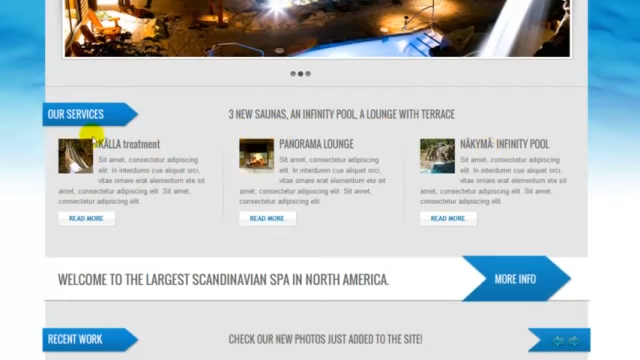 OUR SERVICES
3 NEW SAUNAS, AN INFINITY POOL, A LOUNGE WITH TERRACE
KÄLLA treatment
Sit amet, consectetur adipiscing
elit. In interdum cue aliquet orci,
vitae ornare erat elementum ete sit
amet, consectetur adipiscing elit. Sit amet,
consectetur adipiscing elit.
READ MORE
PANORAMA LOUNGE
Sit amet, consectetur adipiscing
elit. In interdum cue aliquet orci,
vitae ornare erat elementum ete sit
amet, consectetur adipiscing elit. Sit amet,
consectetur adipiscing elit.
READ MORE
NÄKYMÄ: INFINITY POOL
Sit amet, consectetur adipiscing
elit. In interdum cue aliquet orci,
vitae ornare erat elementum ete sit
amet, consectetur adipiscing elit. Sit amet,
consectetur adipiscing elit.
READ MORE
WELCOME TO THE LARGEST SCANDINAVIAN SPA IN NORTH AMERICA.
MORE INFO
RECENT WORK
CHECK OUR NEW PHOTOS JUST ADDED TO THE SITE!